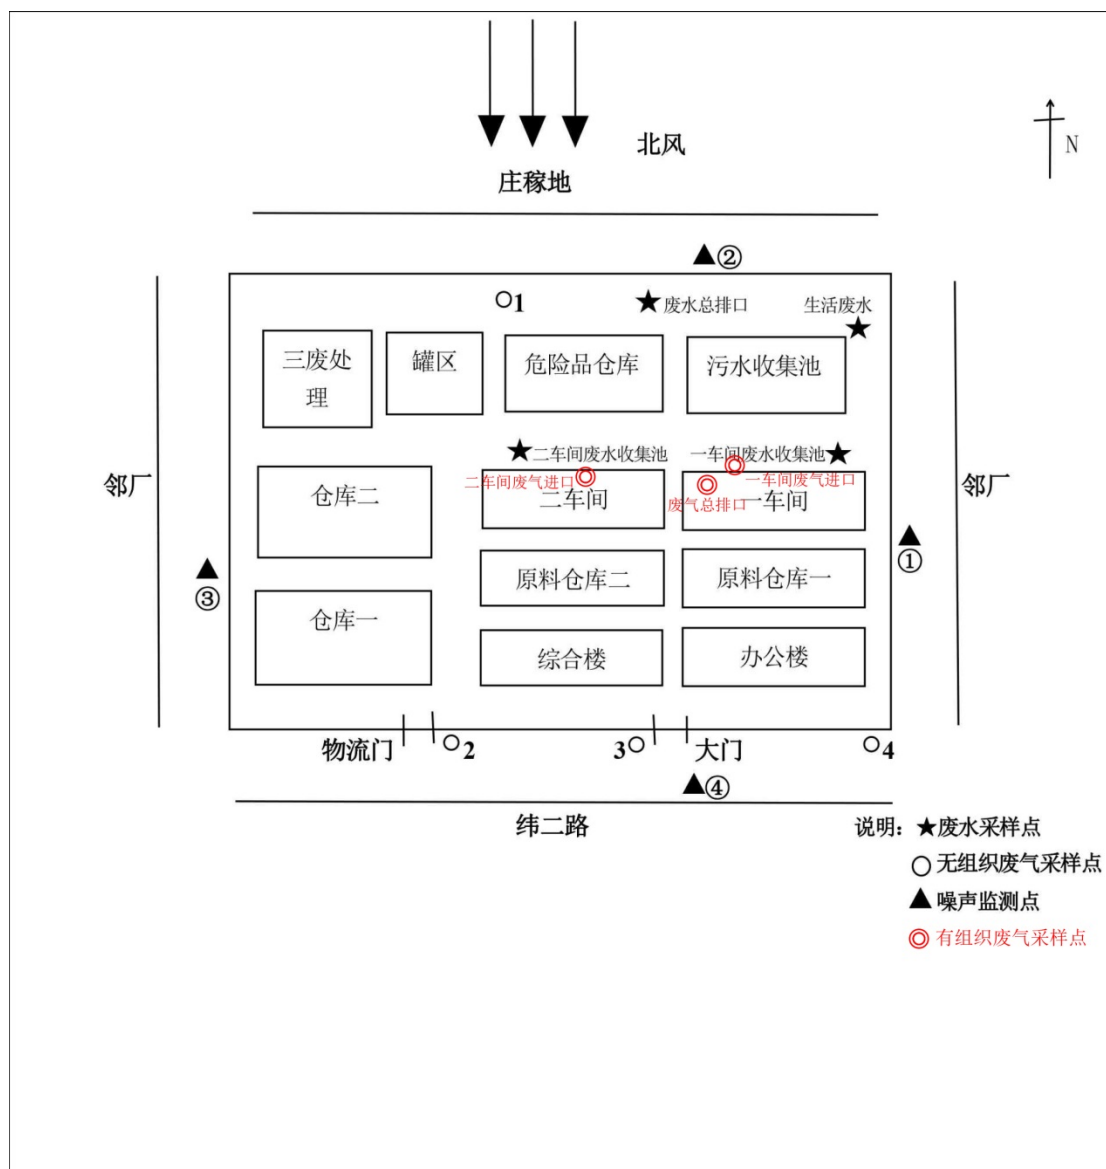 北风
N
庄稼地
②
1
废水总排口
生活废水
三废处
理
罐区
危险品仓库
污水收集池
二车间废水收集池
一车间废水收集池
邻厂
仓库二
二车间废气进口
二车间
一车间废气进口
废气总排口
一车间
邻厂
①
③
原料仓库二
原料仓库一
仓库一
综合楼
办公楼
物流门
2
3
大门
4
④
纬二路
说明：★废水采样点
○无组织废气采样点
▲噪声监测点
◎有组织废气采样点